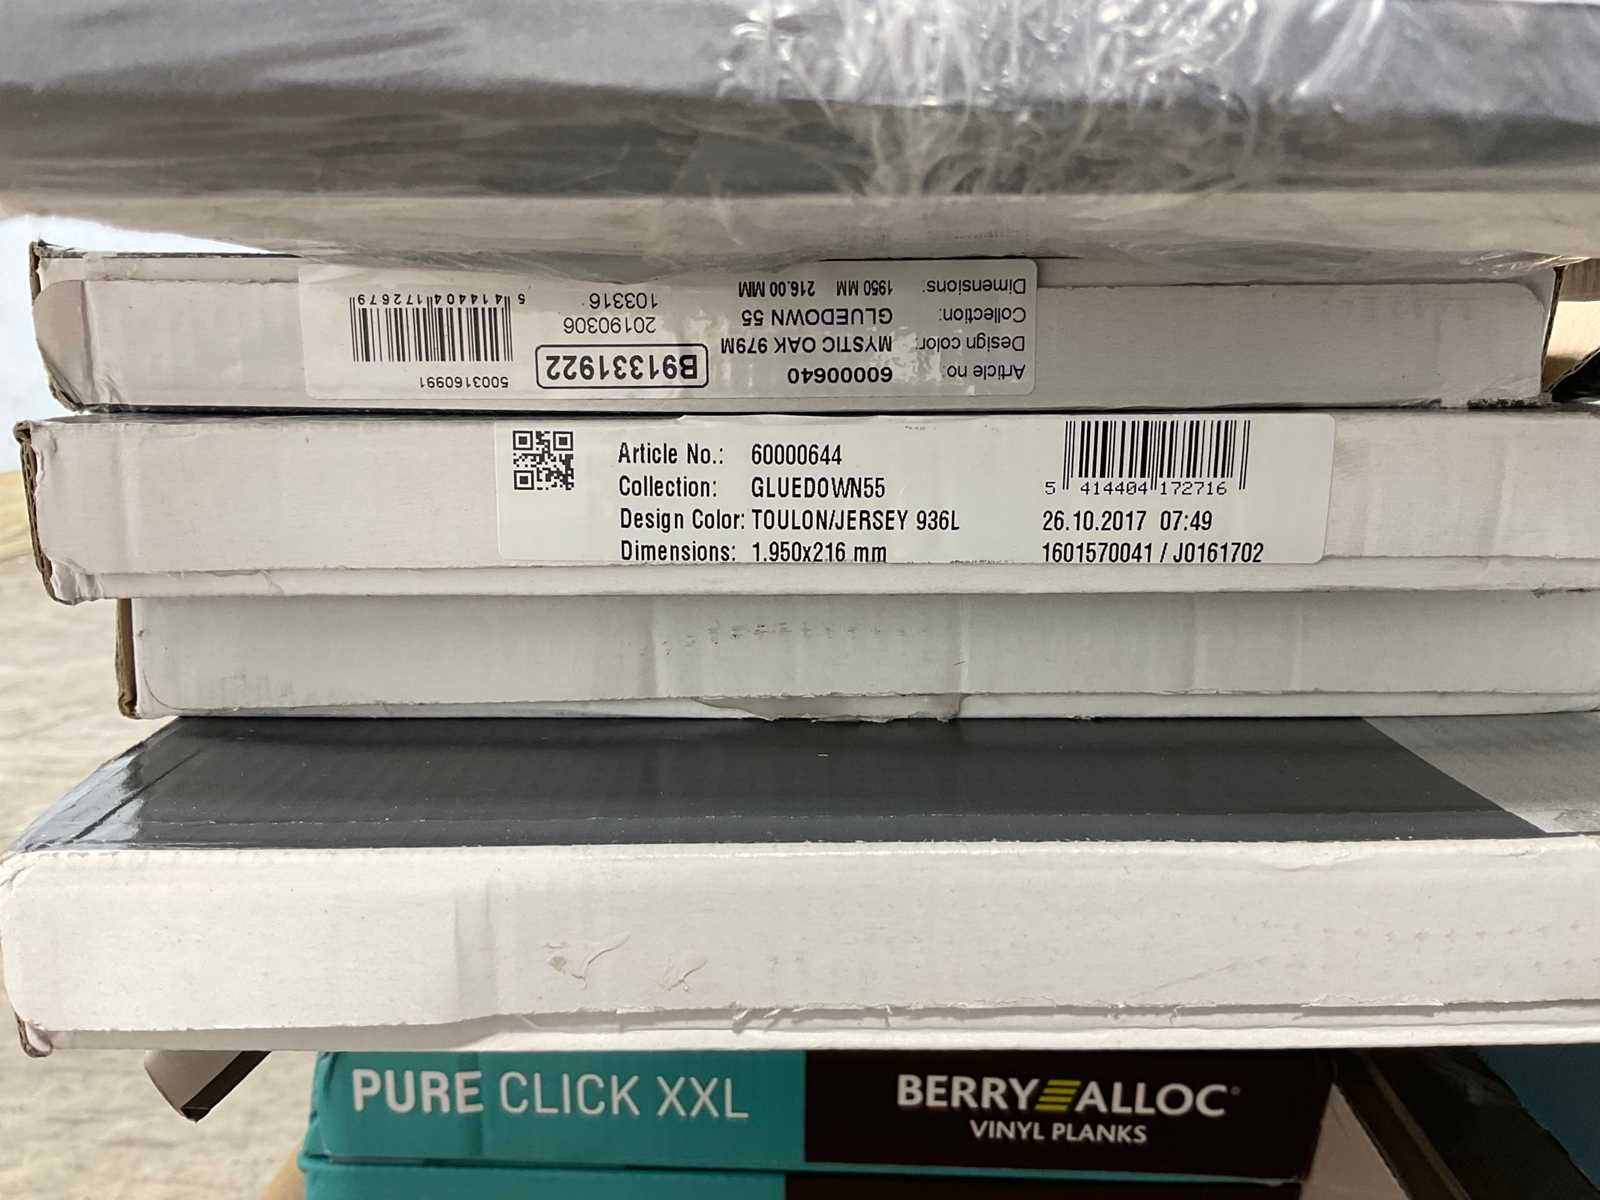 Article no: 60000640
Design color: MYSTIC OAK 979M
Collection: GLUEDOWN 55
Dimensions: 1950 MM 216.00 MM
B91331922
20190306
103316
5003160991
5 414404 172679
Article No.: 60000644
Collection: GLUEDOWN55
Design Color: TOULON/JERSEY 936L
Dimensions: 1.950x216 mm
5 414404 172716
26.10.2017 07:49
1601570041 / J0161702
PURE CLICK XXL
BERRY ALLOC
VINYL PLANKS